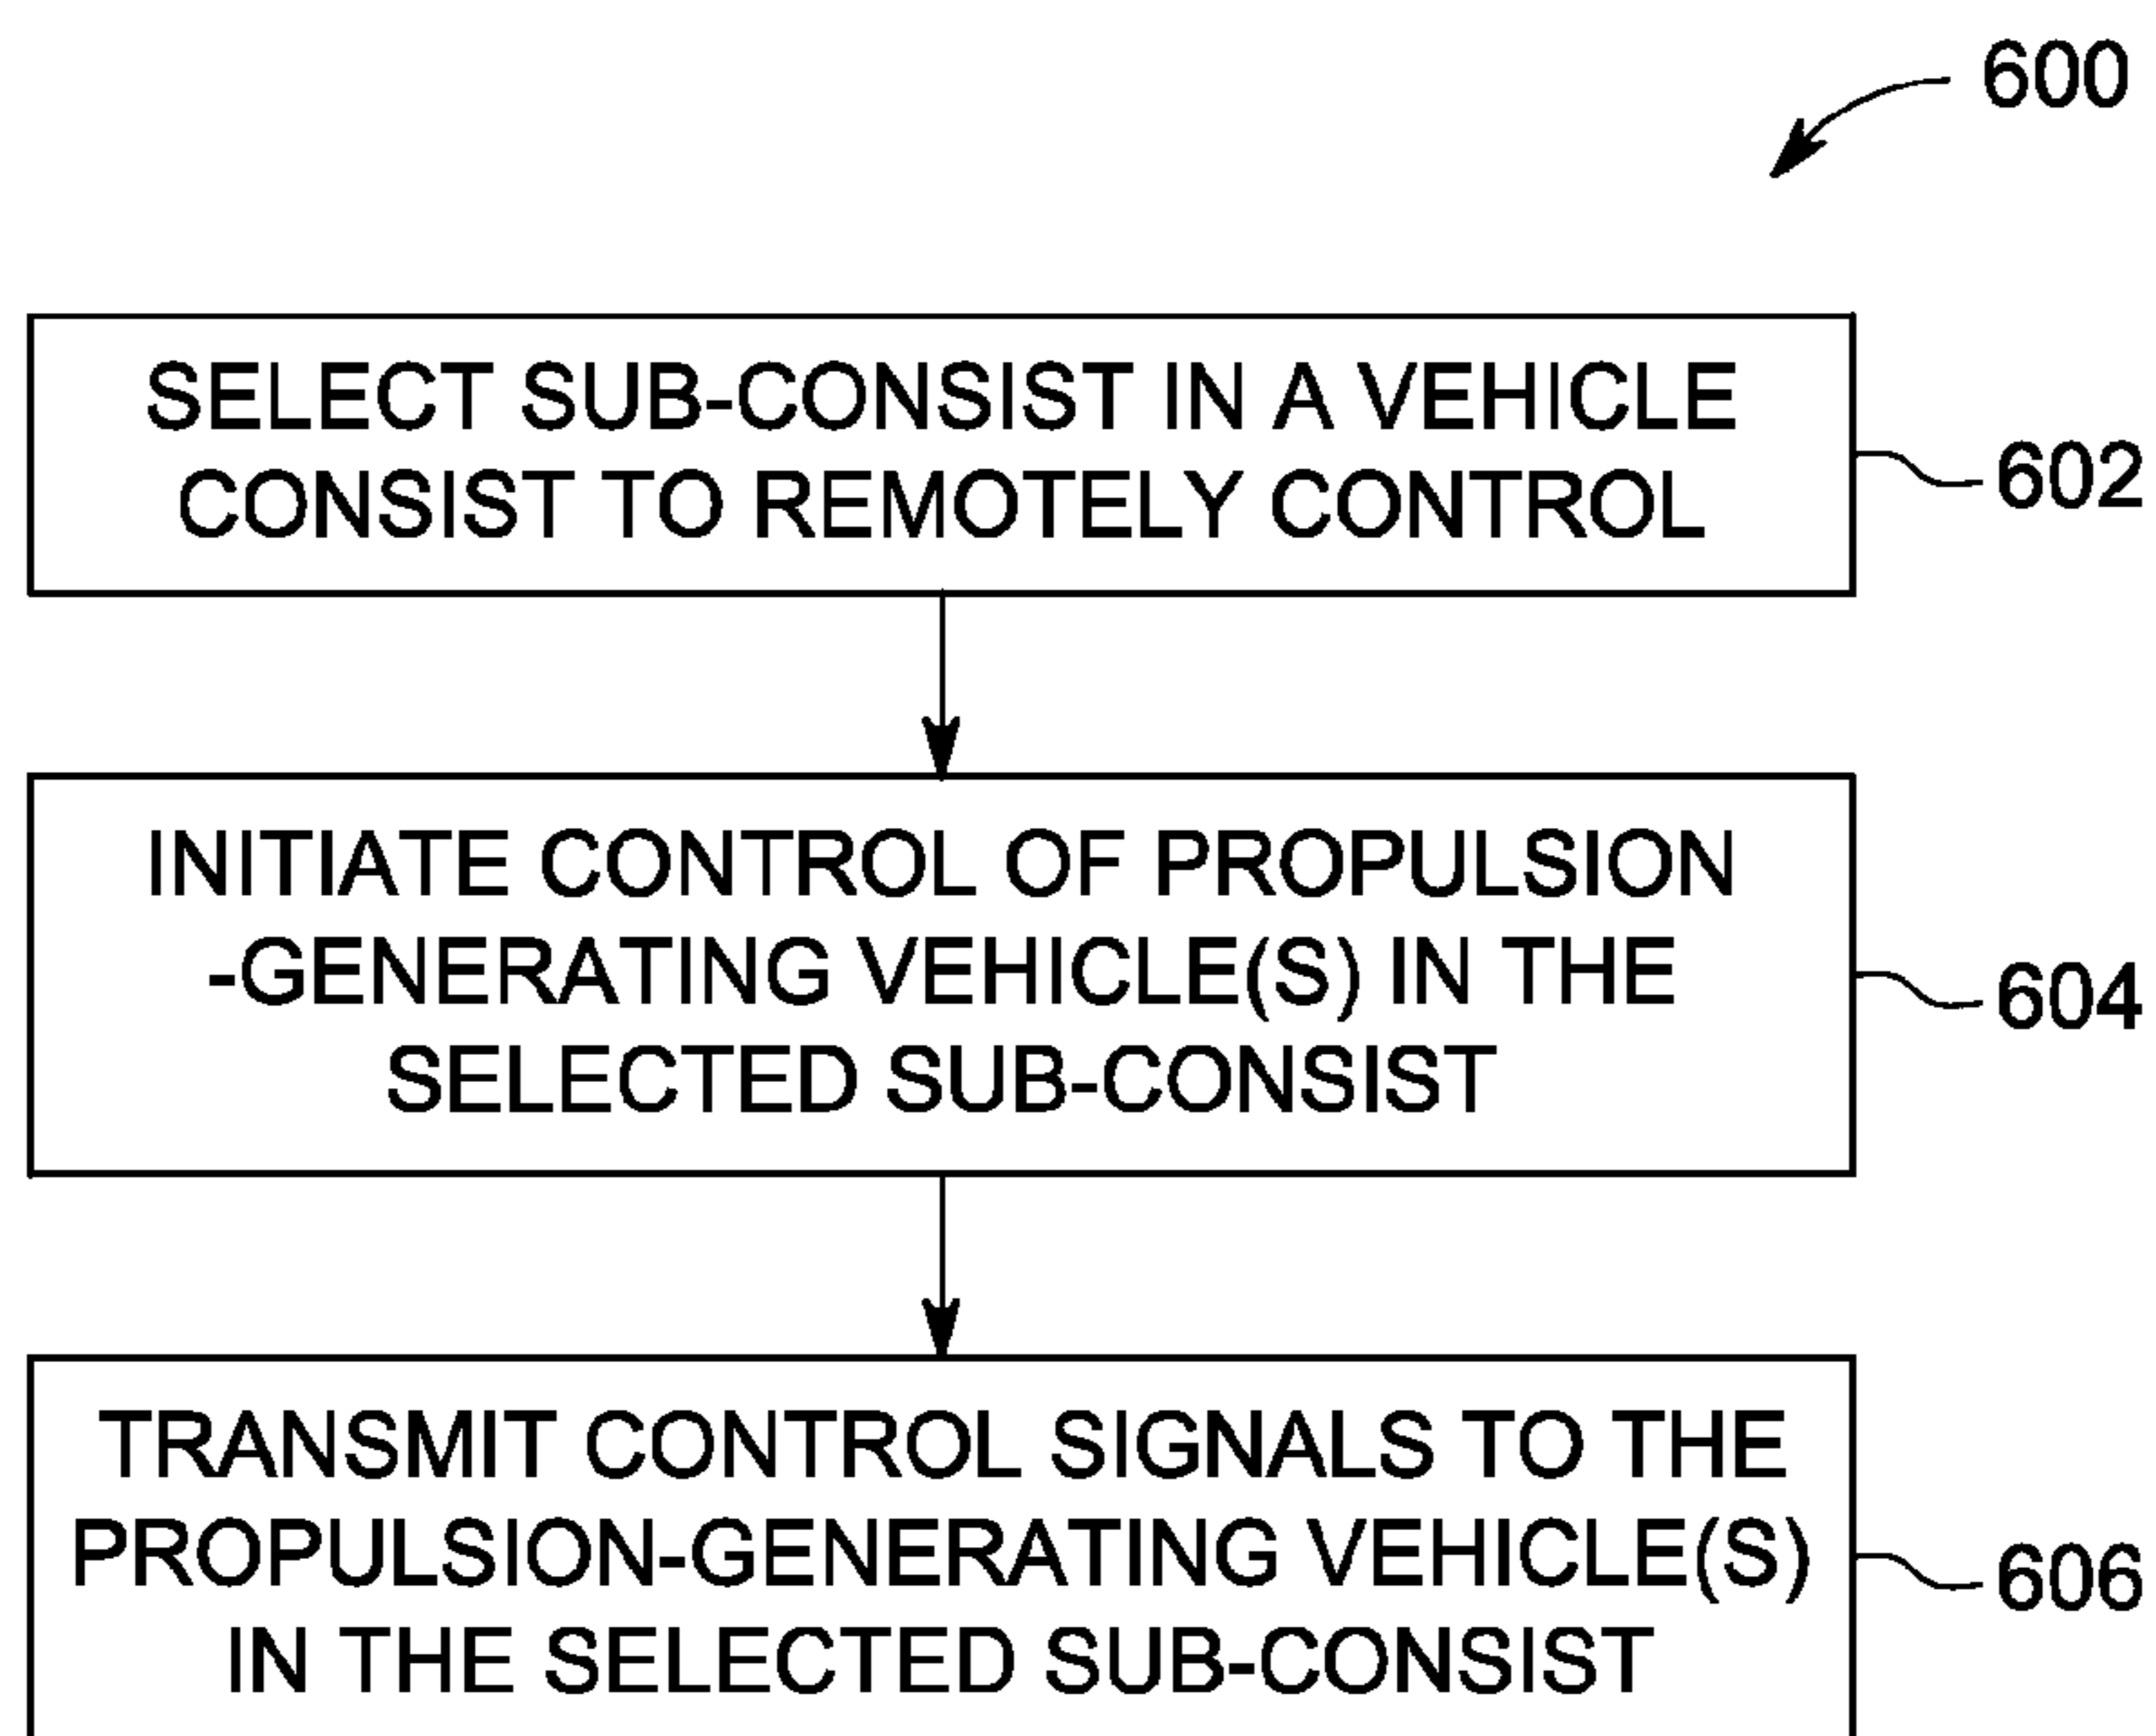 600
SELECT SUB-CONSIST IN A VEHICLE
CONSIST TO REMOTELY CONTROL
602
INITIATE CONTROL OF PROPULSION
-GENERATING VEHICLE(S) IN THE
SELECTED SUB-CONSIST
604
TRANSMIT CONTROL SIGNALS TO THE
PROPULSION-GENERATING VEHICLE(S)
IN THE SELECTED SUB-CONSIST
606